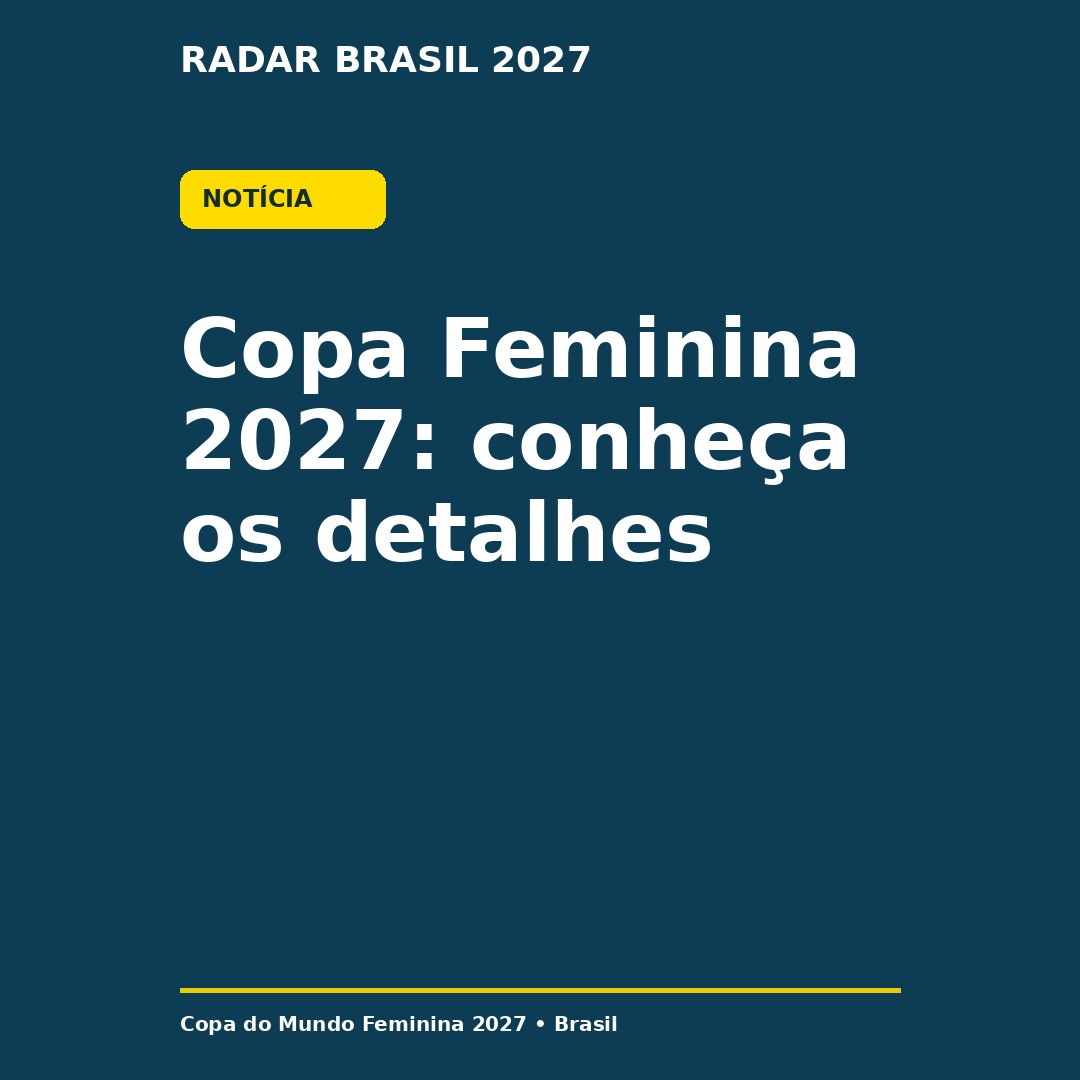 RADAR BRASIL 2027
NOTÍCIA
Copa Feminina
2027: conheça
os detalhes
Copa do Mundo Feminina 2027 • Brasil